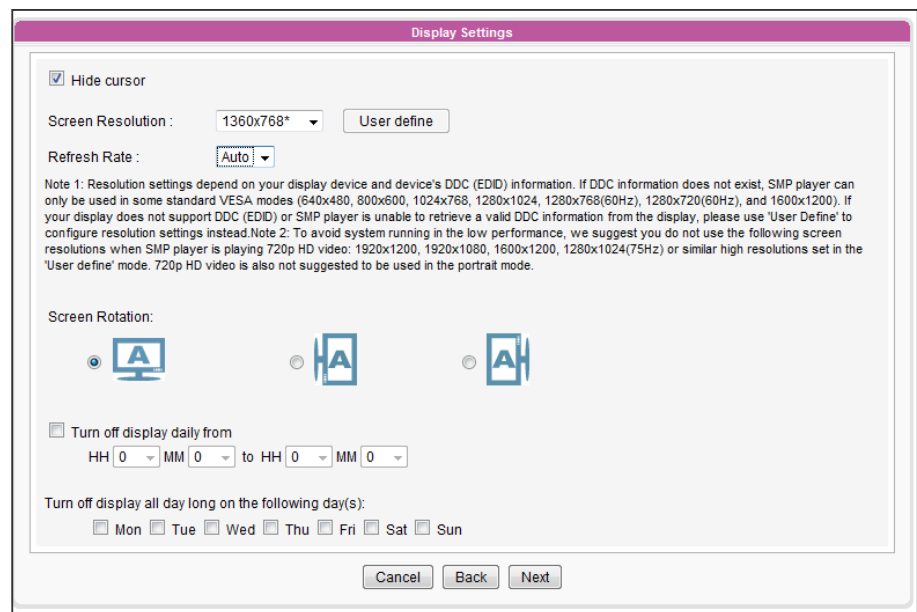 Display Settings
Hide cursor
Screen Resolution : 1360x768* User define
Refresh Rate : Auto
Note 1: Resolution settings depend on your display device and device's DDC (EDID) information. If DDC information does not exist, SMP player can
only be used in some standard VESA modes (640x480, 800x600, 1024x768, 1280x1024, 1280x768(60Hz), 1280x720(60Hz), and 1600x1200). If
your display does not support DDC (EDID) or SMP player is unable to retrieve a valid DDC information from the display, please use 'User Define' to
configure resolution settings instead.Note 2: To avoid system running in the low performance, we suggest you do not use the following screen
resolutions when SMP player is playing 720p HD video: 1920x1200, 1920x1080, 1600x1200, 1280x1024(75Hz) or similar high resolutions set in the
'User define' mode. 720p HD video is also not suggested to be used in the portrait mode.
Screen Rotation:
A A A
Turn off display daily from
HH 0 MM 0 to HH 0 MM 0
Turn off display all day long on the following day(s):
Mon Tue Wed Thu Fri Sat Sun
Cancel Back Next